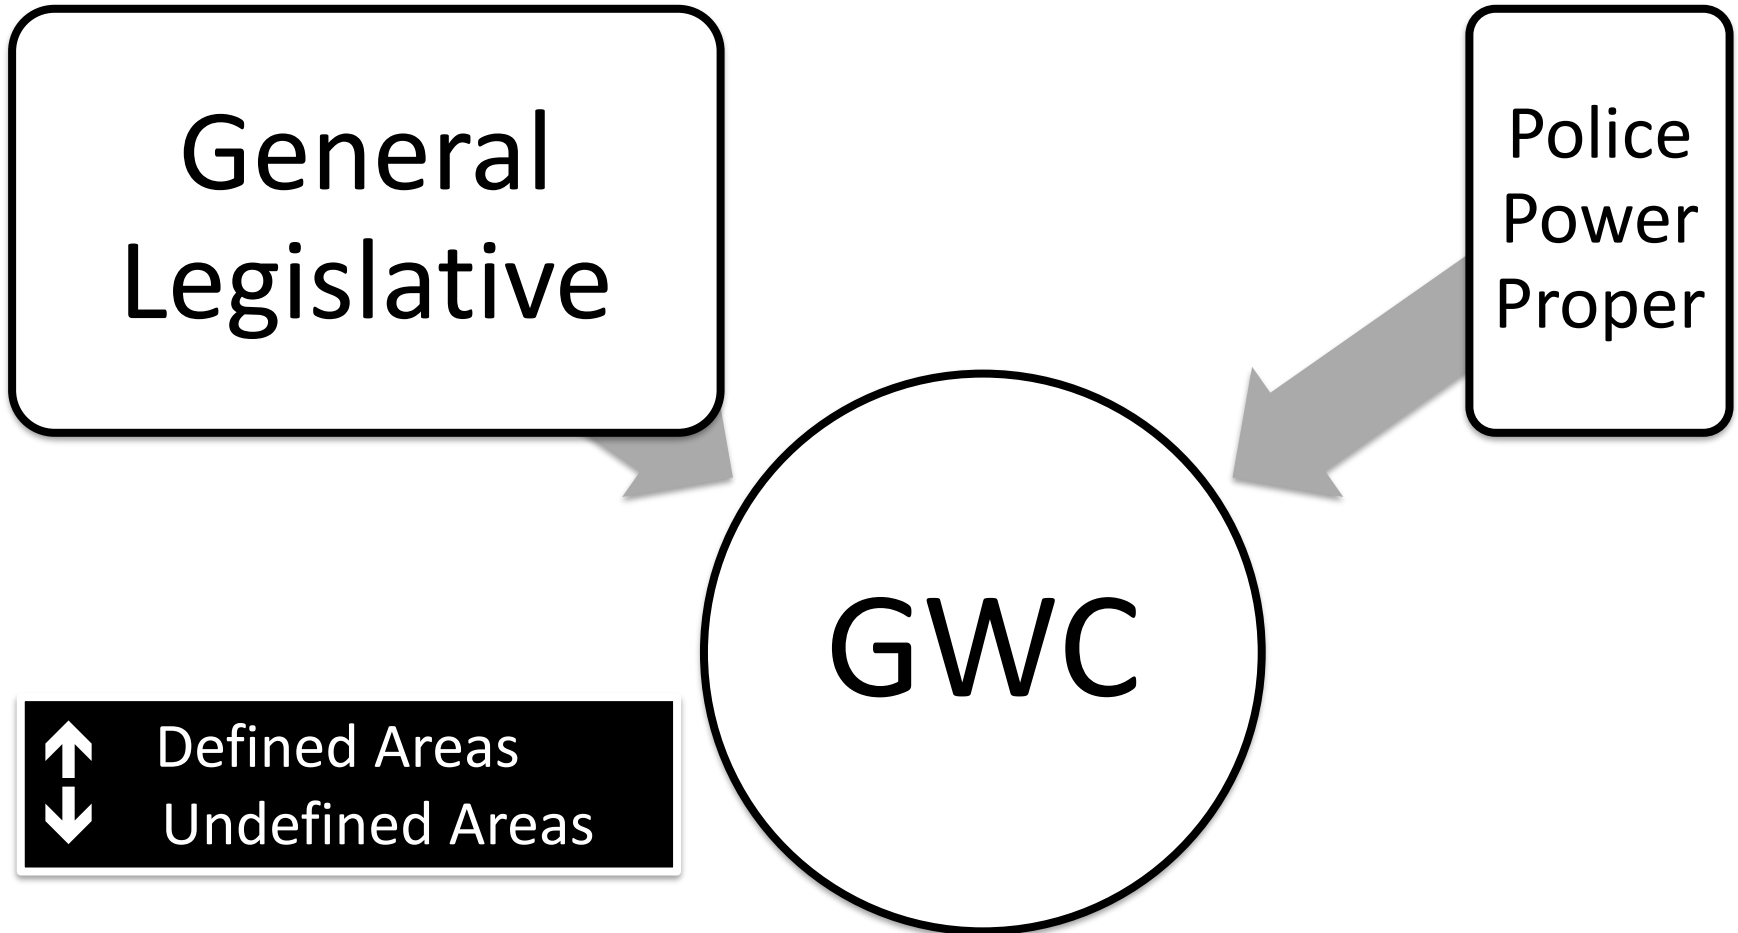 General
Legislative
Police
Power
Proper
GWC
↑ Defined Areas
↓ Undefined Areas